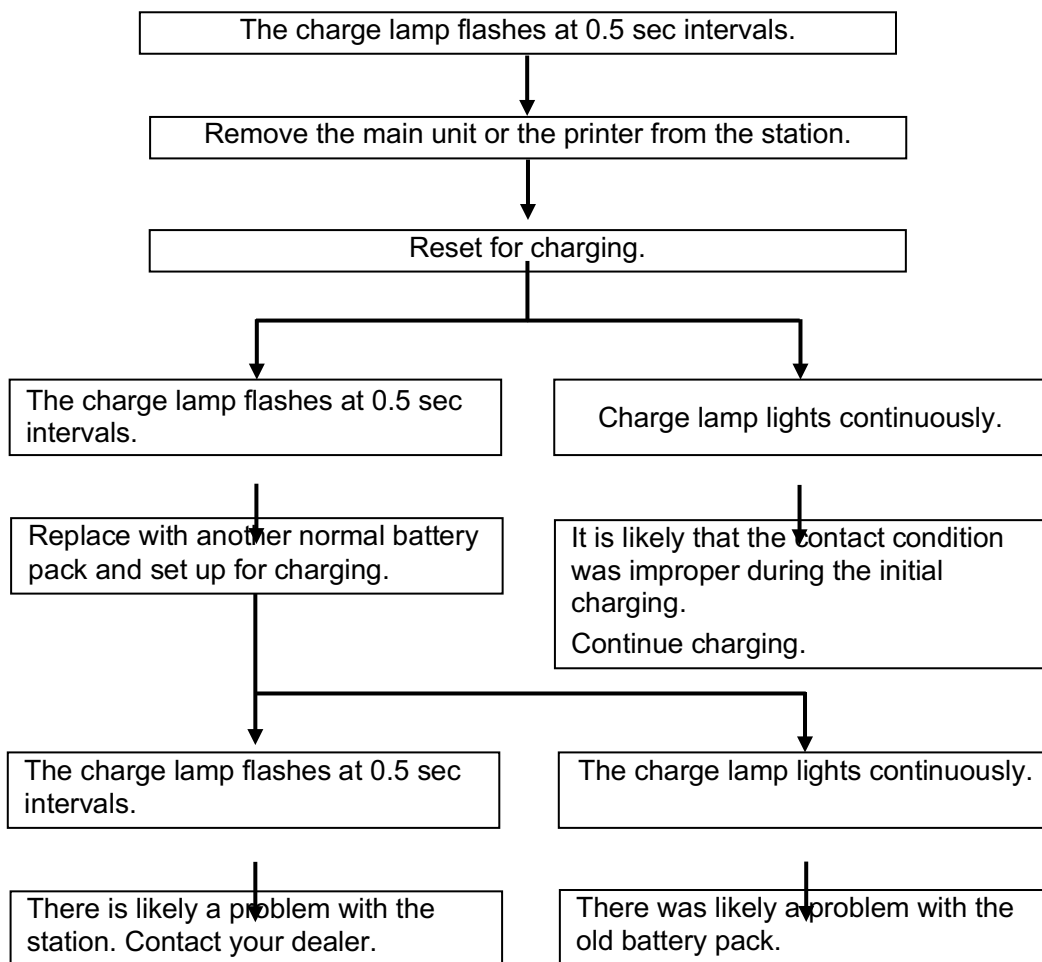 The charge lamp flashes at 0.5 sec intervals.
Remove the main unit or the printer from the station.
Reset for charging.
The charge lamp flashes at 0.5 sec
intervals.
Charge lamp lights continuously.
Replace with another normal battery
pack and set up for charging.
It is likely that the contact condition
was improper during the initial
charging.
Continue charging.
The charge lamp flashes at 0.5 sec
intervals.
The charge lamp lights continuously.
There is likely a problem with the
station. Contact your dealer.
There was likely a problem with the
old battery pack.